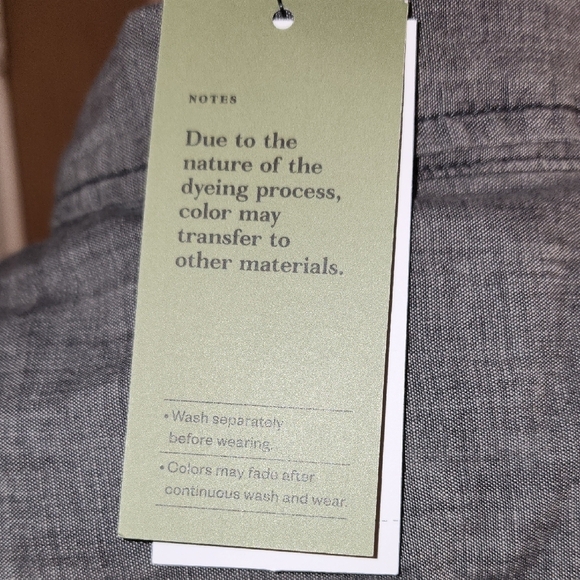 NOTES
Due to the
nature of the
dyeing process,
color may
transfer to
other materials.
• Wash separately
before wearing.
• Colors may fade after
continuous wash and wear.